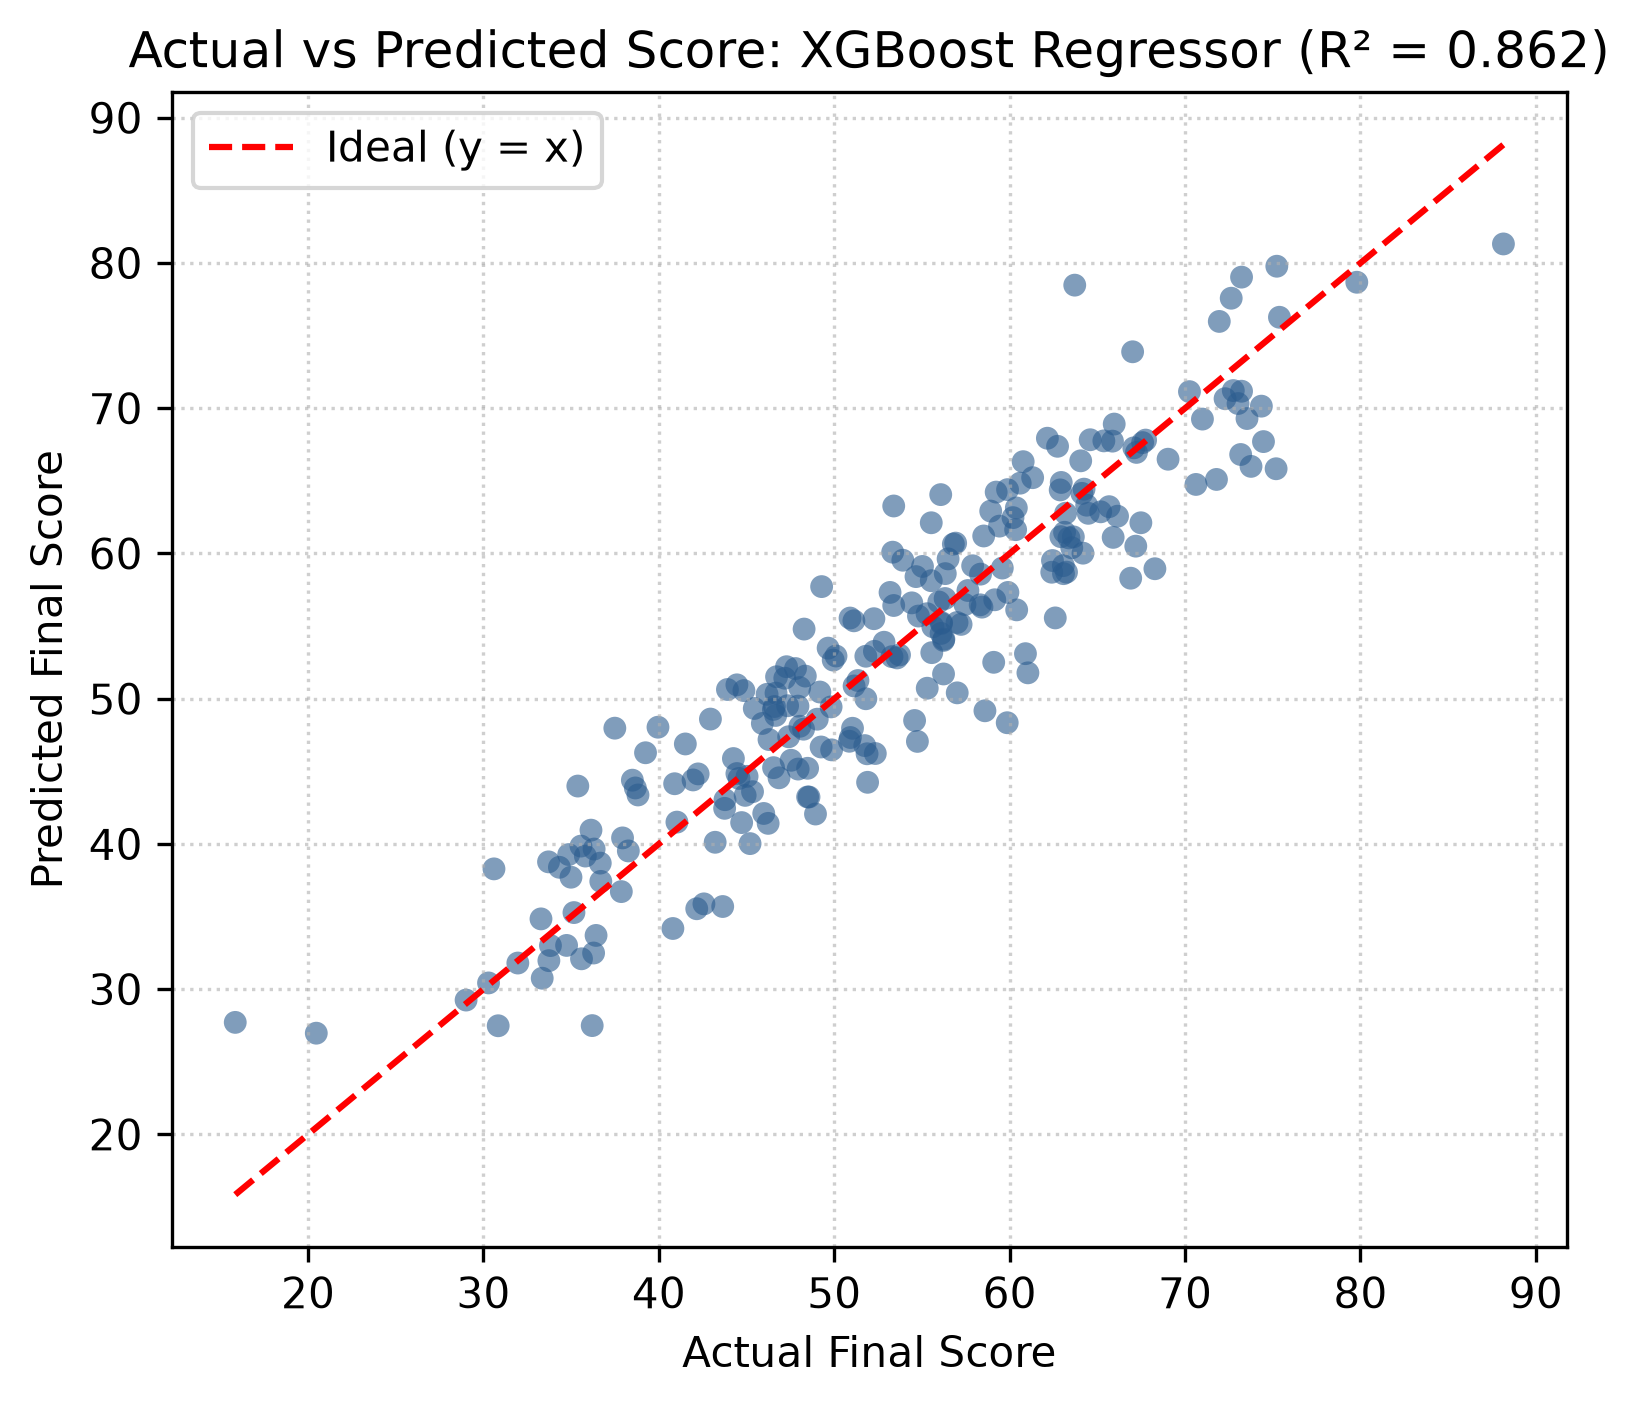 Actual vs Predicted Score: XGBoost Regressor (R² = 0.862)
Ideal (y = x)
90
80
70
60
50
40
30
20
Predicted Final Score
20 30 40 50 60 70 80 90
Actual Final Score